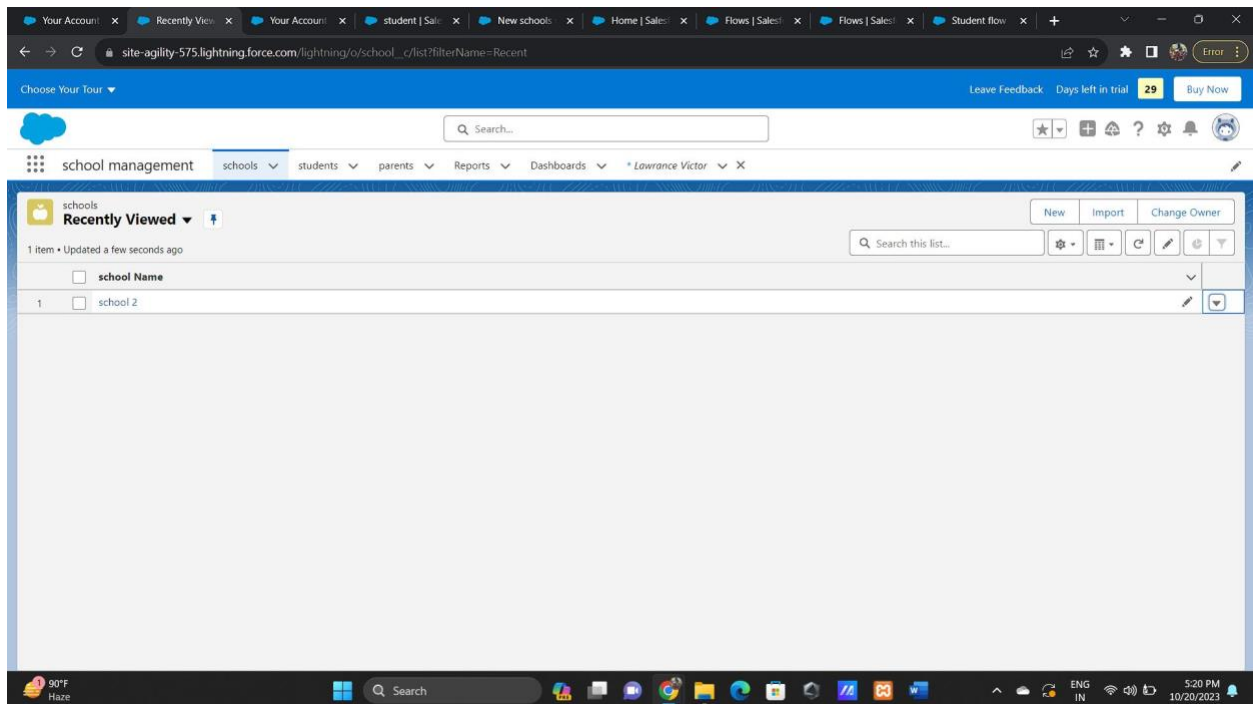 Your Account Recently View Your Account student | Sale New schools Home | Sales Flows | Sales Flows | Sales Student flow
site-agility-575.lightning.force.com/lightning/o/school__c/list?filterName=Recent Error
Choose Your Tour Leave Feedback Days left in trial 29 Buy Now
Search...
school management schools students parents Reports Dashboards * Lawrance Victor
schools
Recently Viewed
New Import Change Owner
1 item • Updated a few seconds ago
Search this list...
school Name
1 school 2
1 90°F
Haze
Search
ENG
IN
5:20 PM
10/20/2023